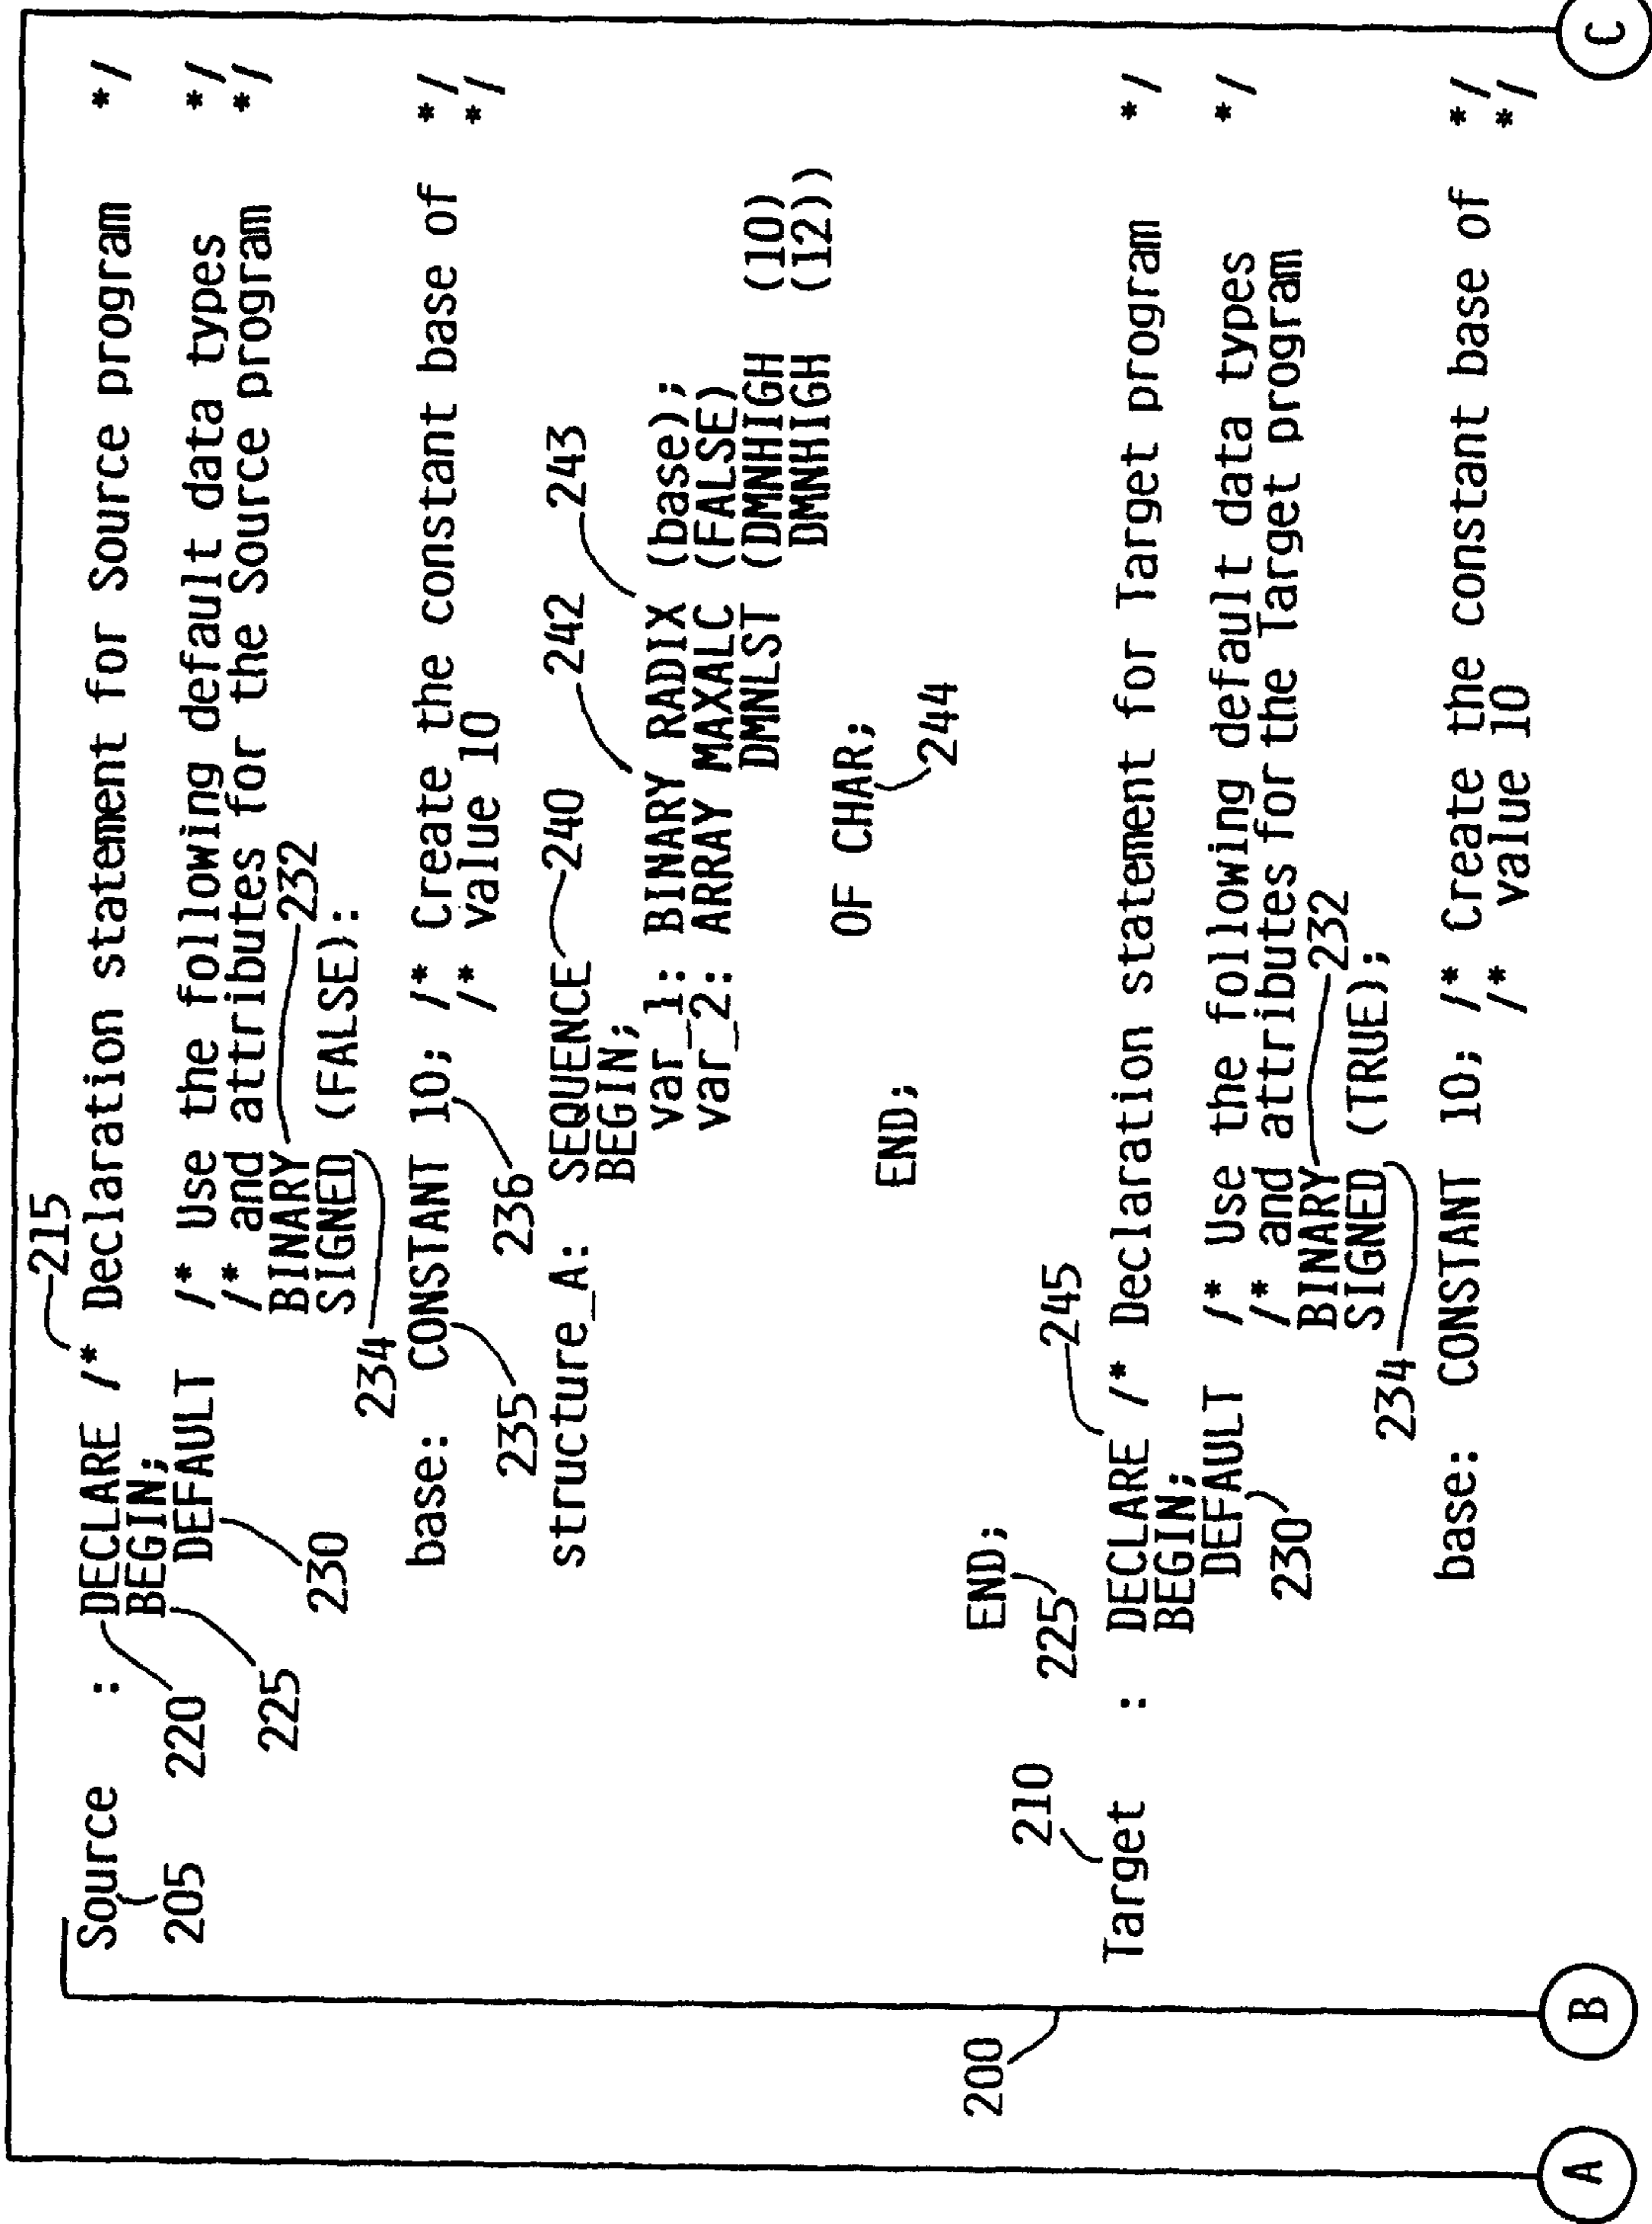 215
Source : DECLARE /* Declaration statement for Source program */
205 220 BEGIN;
225 DEFAULT /* Use the following default data types */
230 /* and attributes for the Source program */
BINARY 232
SIGNED (FALSE):
234
base: CONSTANT 10; /* Create the constant base of */
235 236 /* value 10 */
structure_A: SEQUENCE 240 242 243
BEGIN;
var_1: BINARY RADIX (base);
var_2: ARRAY MAXALC (FALSE)
DMNLST (DMNHIGH (10)
DMNHIGH (12))
OF CHAR;
244
END;
200
END;
225
210 245
Target : DECLARE /* Declaration statement for Target program */
BEGIN;
DEFAULT /* Use the following default data types */
230 /* and attributes for the Target program
BINARY 232
SIGNED (TRUE);
234
base: CONSTANT 10; /* Create the constant base of */
/* value 10 */
A B C